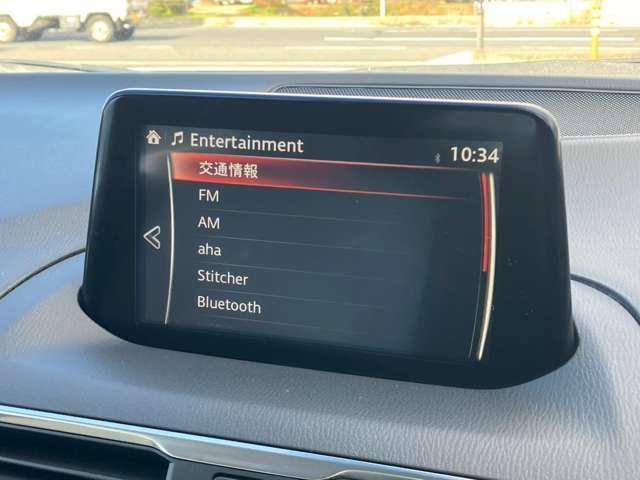 Entertainment
10:34
交通情報
FM
AM
aha
Stitcher
Bluetooth